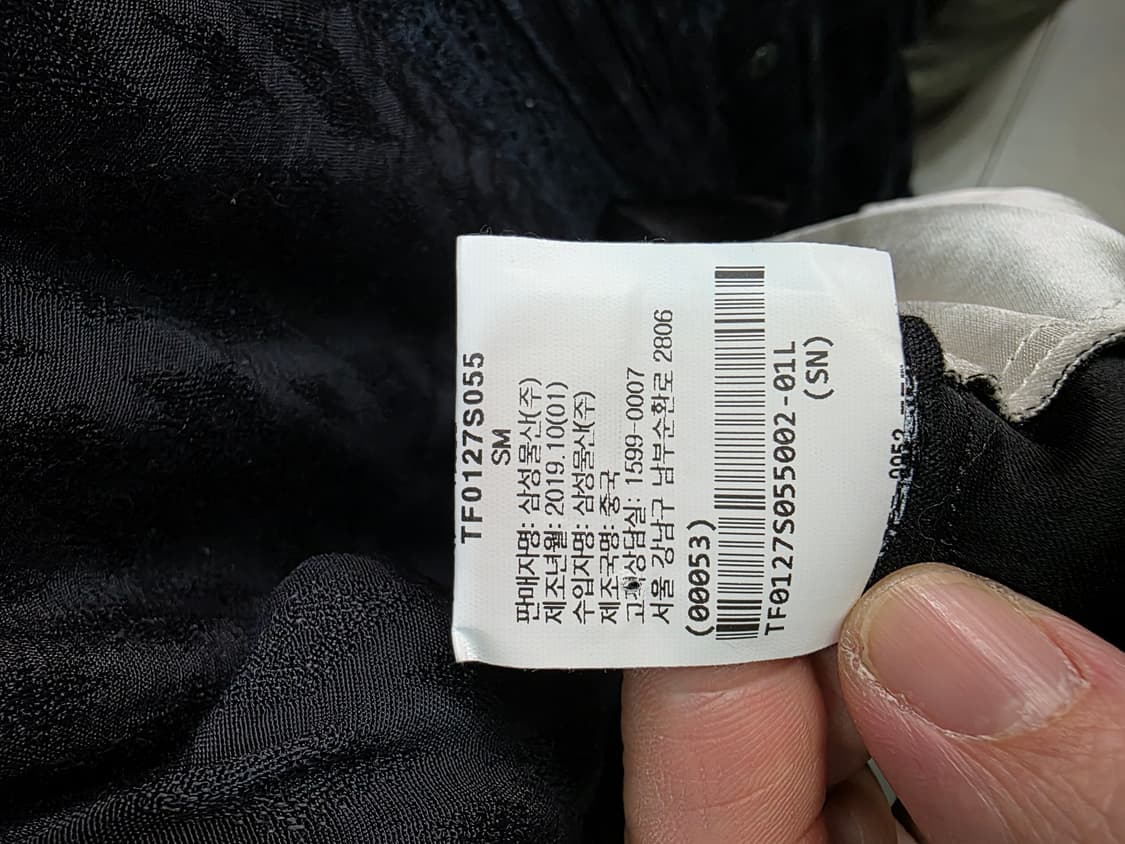 TF0127S055
SM
판매자명: 삼성물산(주)
제조년월: 2019.10(01)
수입자명: 삼성물산(주)
제조국명: 중국
고객상담실: 1599-0007
서울 강남구 남부순환로 2806
(00053)
TF0127S055002-01L
(SN)
0052